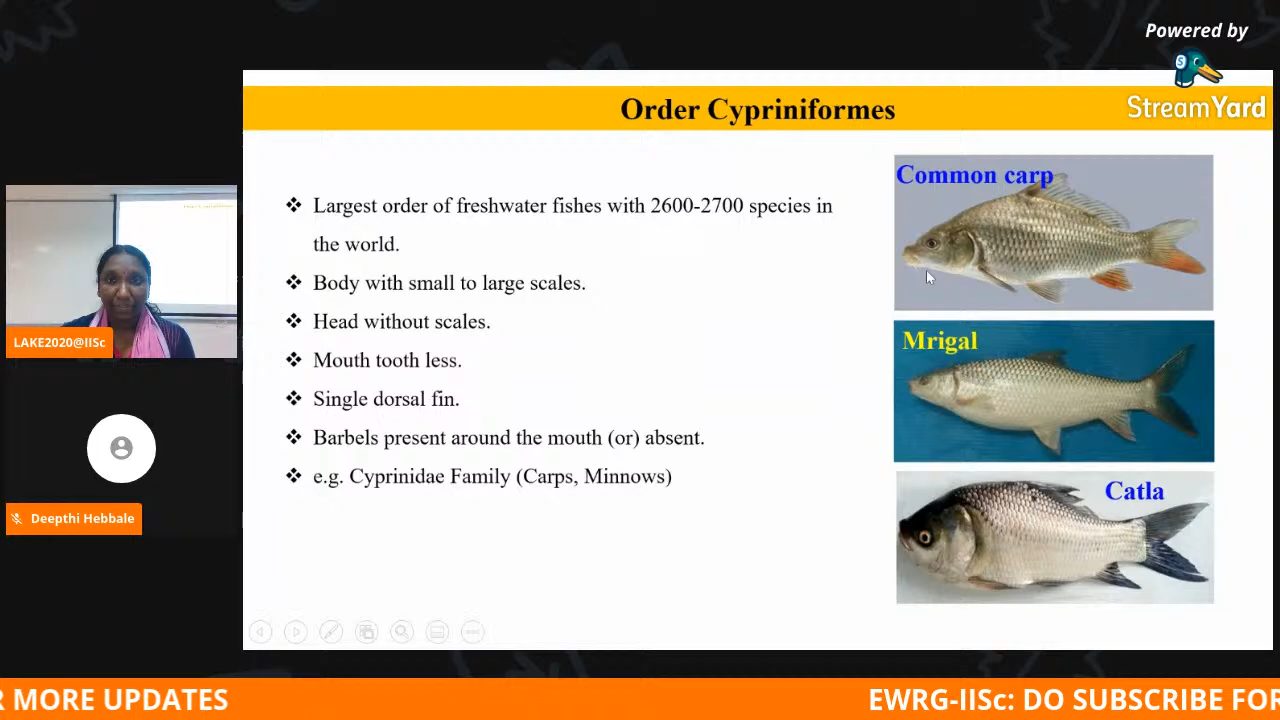 Powered by
StreamYard
Order Cypriniformes
❖ Largest order of freshwater fishes with 2600-2700 species in
the world.
❖ Body with small to large scales.
❖ Head without scales.
❖ Mouth tooth less.
❖ Single dorsal fin.
❖ Barbels present around the mouth (or) absent.
❖ e.g. Cyprinidae Family (Carps, Minnows)
Common carp
Mrigal
Catla
LAKE2020@IISc
Deepthi Hebbale
R MORE UPDATES
EWRG-IISc: DO SUBSCRIBE FOR